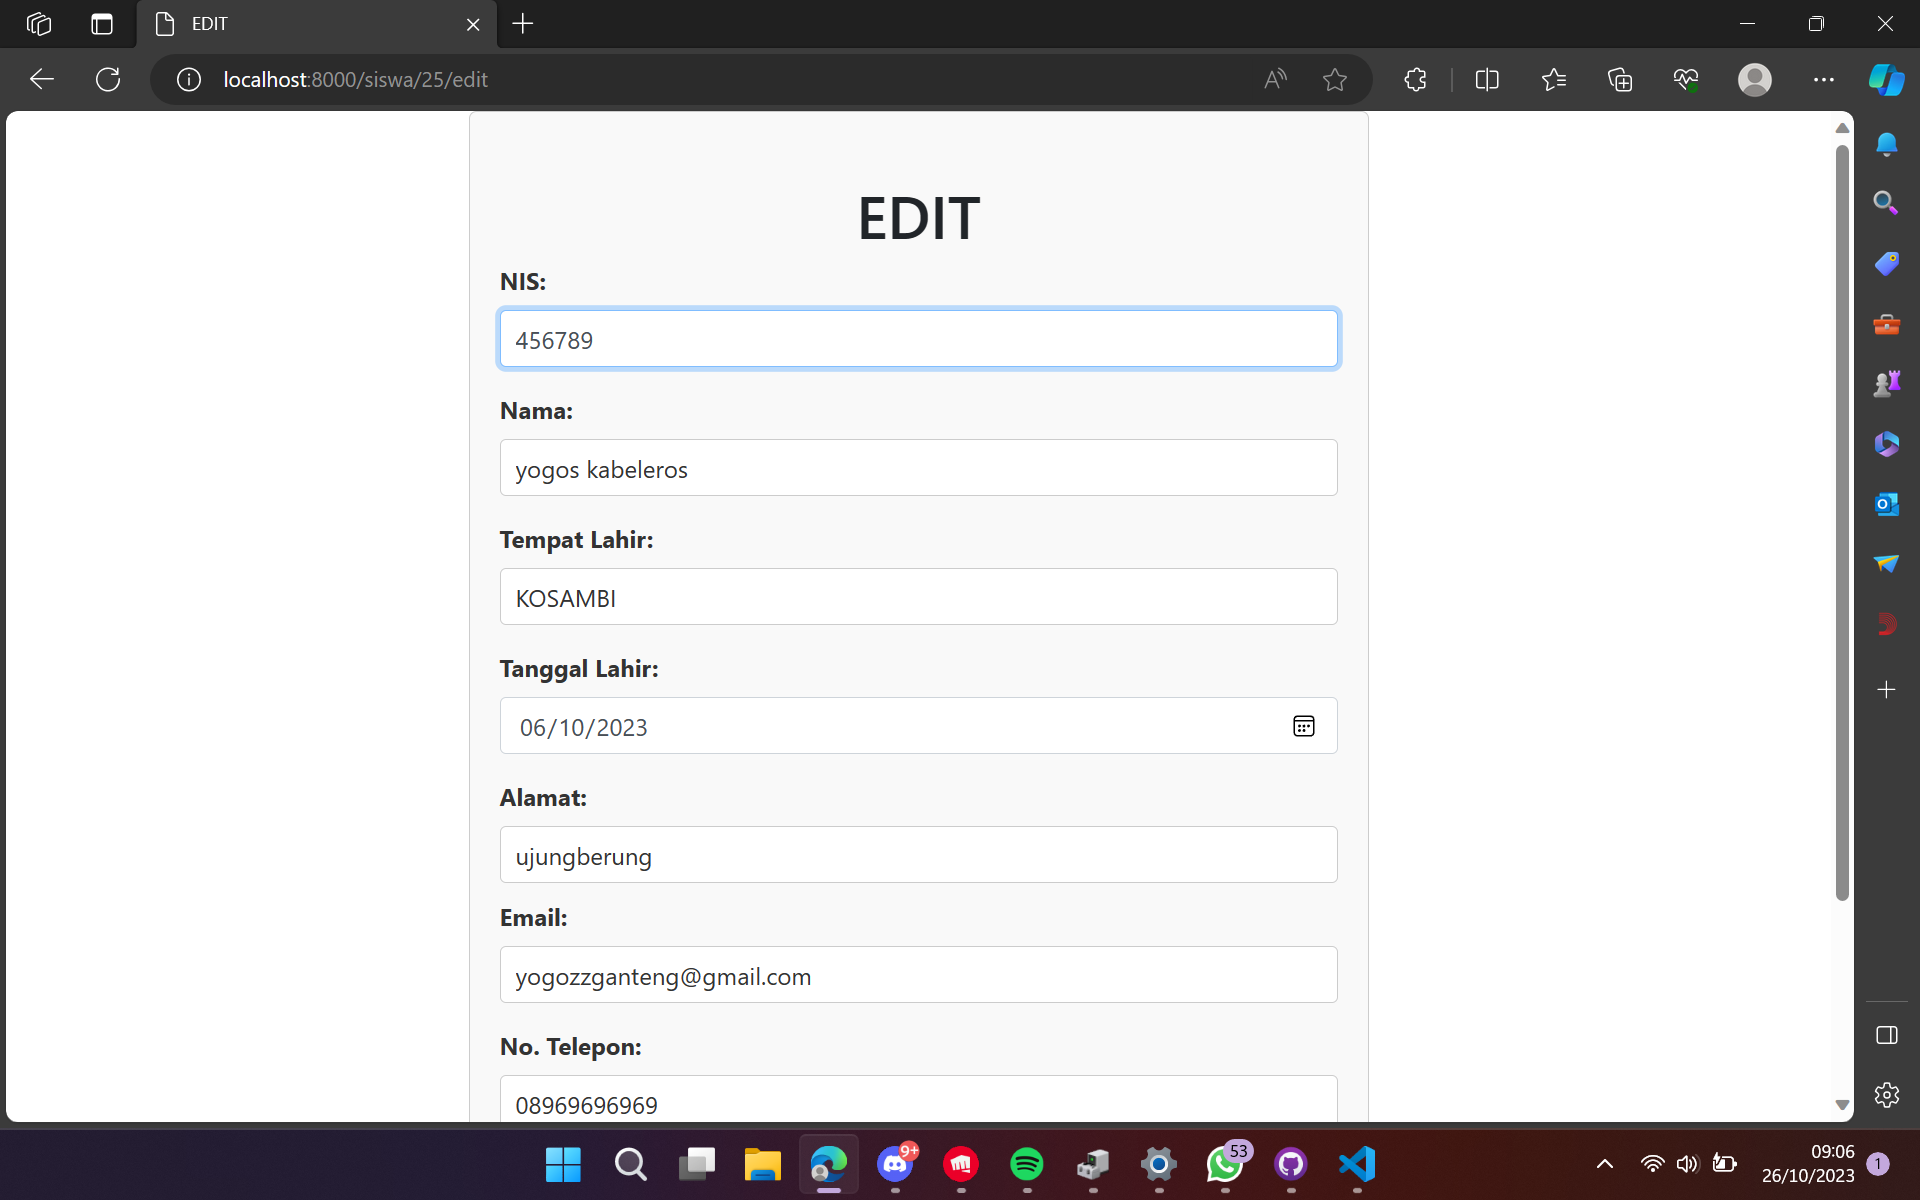 EDIT
localhost:8000/siswa/25/edit
EDIT
NIS:
456789
Nama:
yogos kabeleros
Tempat Lahir:
KOSAMBI
Tanggal Lahir:
06/10/2023
Alamat:
ujungberung
Email:
yogozzganteng@gmail.com
No. Telepon:
08969696969
9+
53
09:06
26/10/2023
1